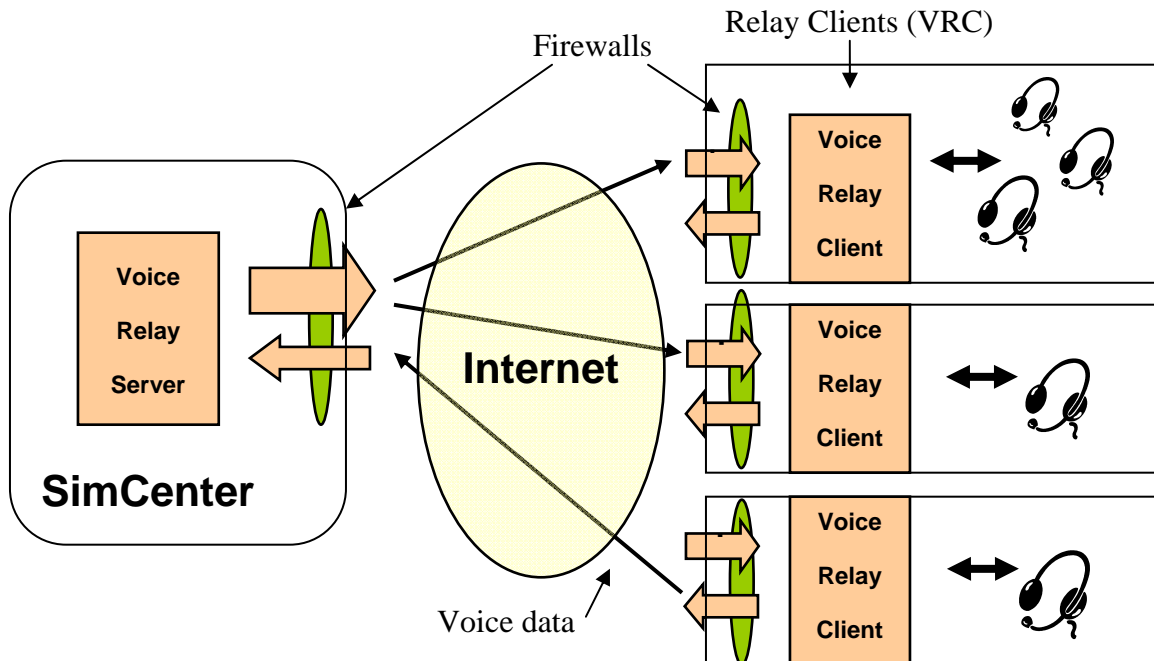 Relay Clients (VRC)
Firewalls
Voice
Relay
Client
Voice
Relay
Server
SimCenter
Internet
Voice
Relay
Client
Voice
Relay
Client
Voice data